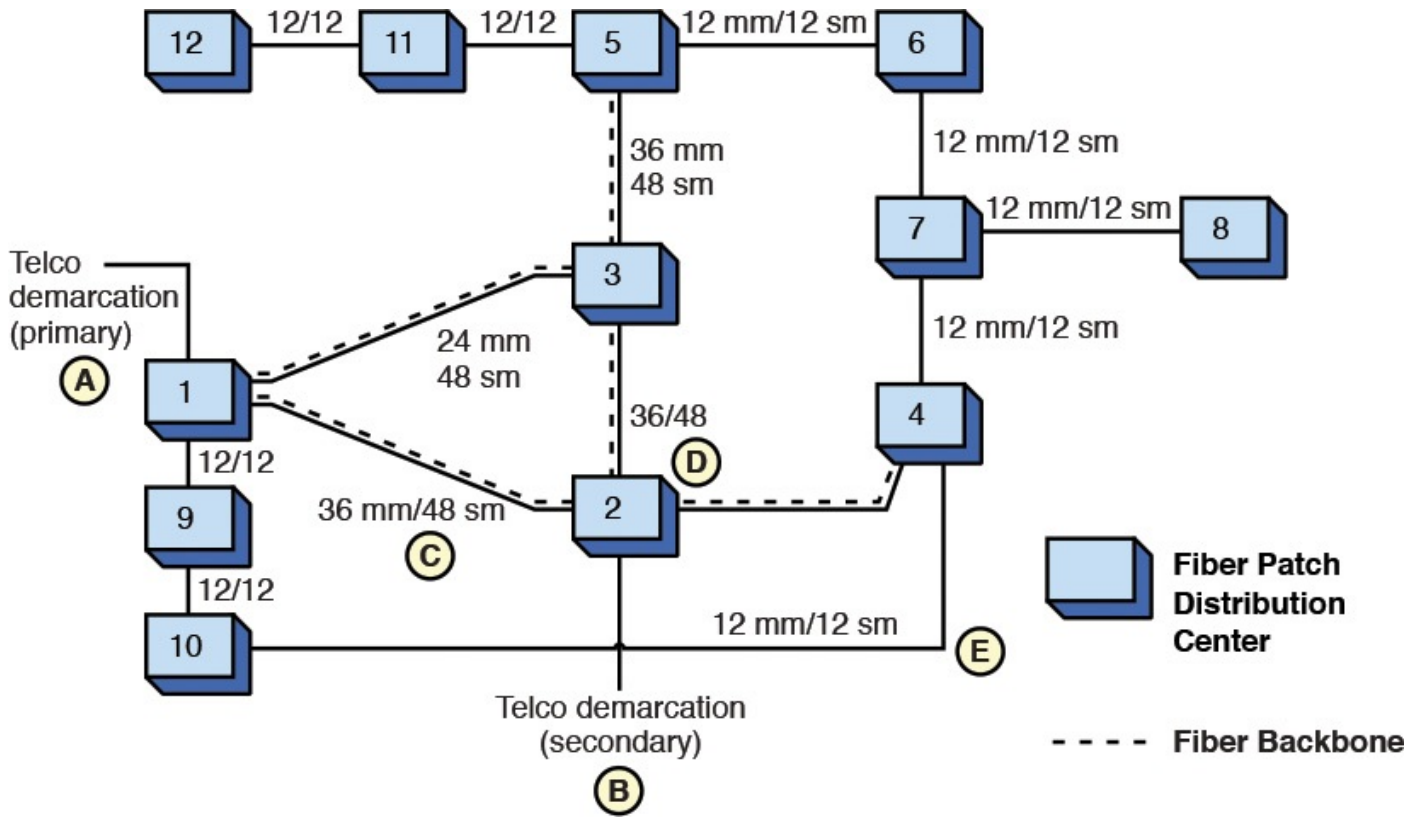 12
12/12
11
12/12
5
12 mm/12 sm
6
36 mm
48 sm
12 mm/12 sm
7
12 mm/12 sm
8
Telco
demarcation
(primary)
A
3
24 mm
48 sm
12 mm/12 sm
1
4
36/48
D
12/12
9
36 mm/48 sm
C
2
12/12
10
12 mm/12 sm
E
Telco demarcation
(secondary)
B
Fiber Patch
Distribution
Center
Fiber Backbone